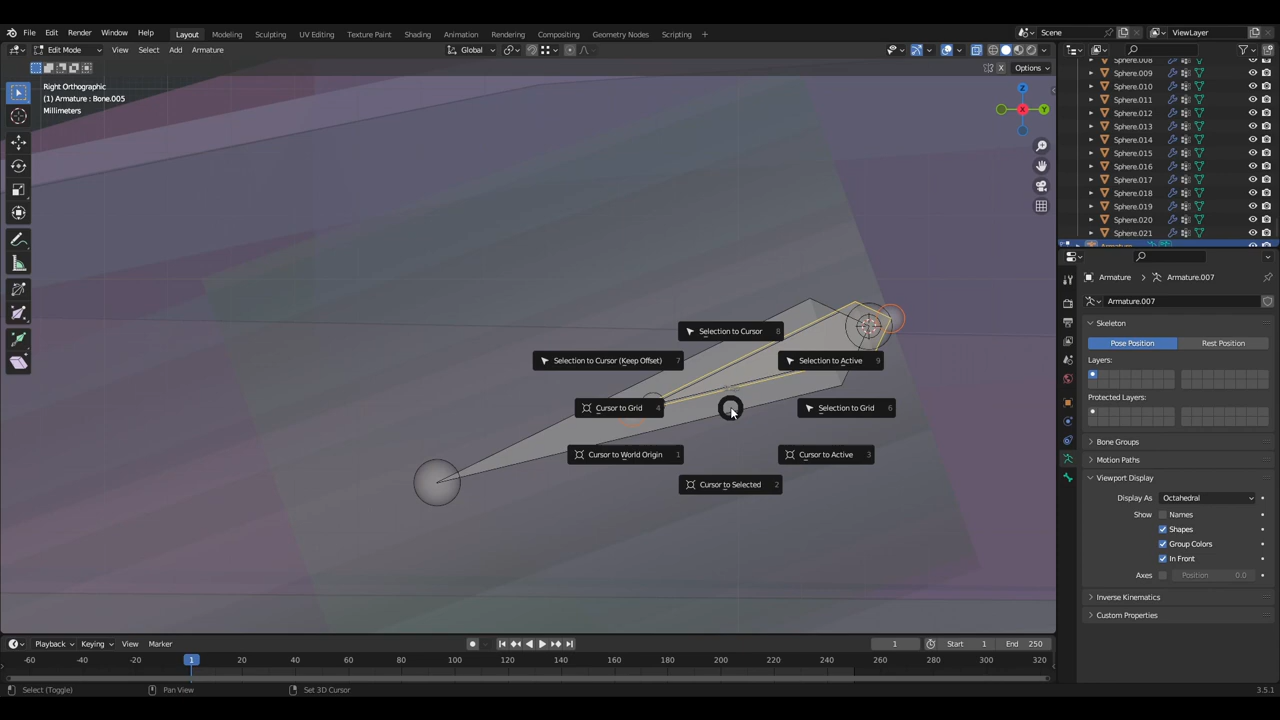 File Edit Render Window Help Layout Modeling Sculpting UV Editing Texture Paint Shading Animation Rendering Compositing Geometry Nodes Scripting Scene ViewLayer
Edit Mode View Select Add Armature Global
Options
Right Orthographic
(1) Armature : Bone.005
Millimeters
Z
X
Y
Sphere.008
Sphere.009
Sphere.010
Sphere.011
Sphere.012
Sphere.013
Sphere.014
Sphere.015
Sphere.016
Sphere.017
Sphere.018
Sphere.019
Sphere.020
Sphere.021
Armature
Selection to Cursor 8
Selection to Cursor (Keep Offset) 7
Selection to Active 9
Cursor to Grid 4
Selection to Grid 6
Cursor to World Origin 1
Cursor to Active 3
Cursor to Selected 2
Armature Armature.007
Armature.007
Skeleton
Pose Position Rest Position
Layers:
Protected Layers:
Bone Groups
Motion Paths
Viewport Display
Display As Octahedral
Show Names
Shapes
Group Colors
In Front
Axes Position 0.0
Inverse Kinematics
Custom Properties
Playback Keying View Marker 1 Start 1 End 250
-60 -40 -20 1 20 40 60 80 100 120 140 160 180 200 220 240 260 280 300 320
Select (Toggle) Pan View Set 3D Cursor 3.5.1